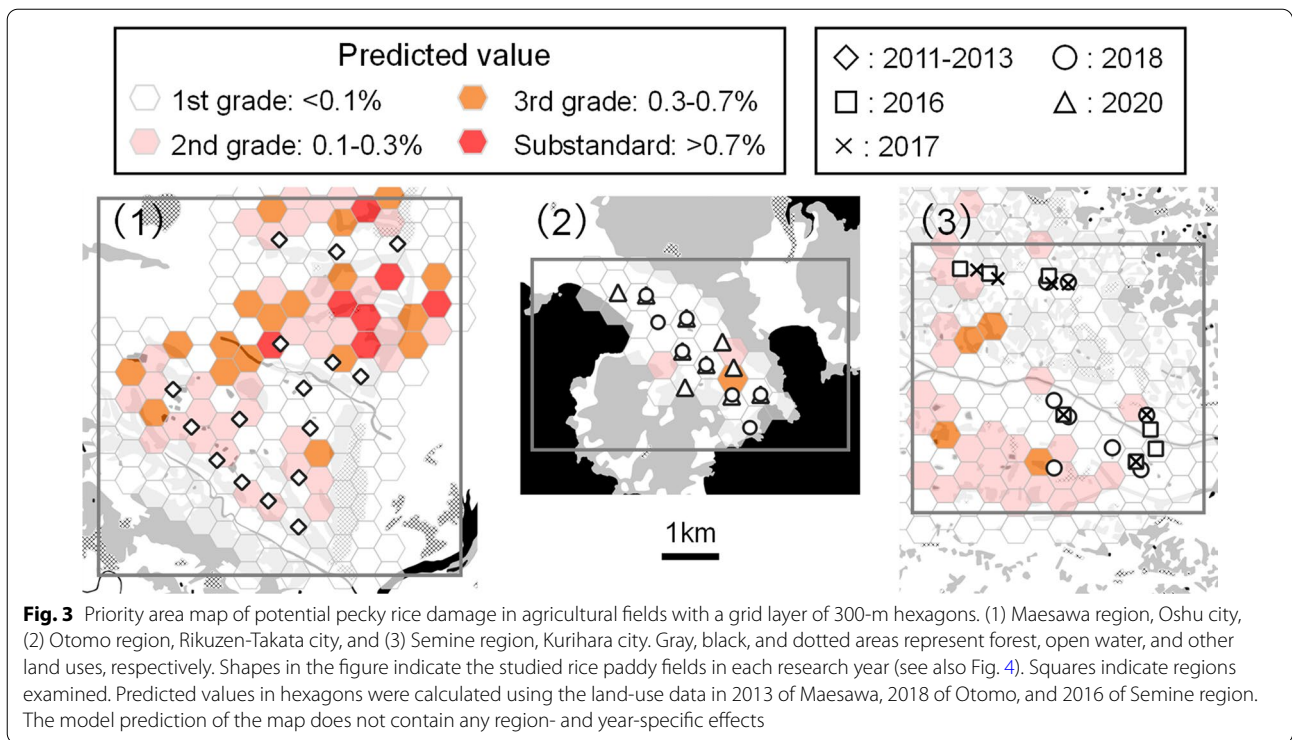 Predicted value
1st grade: <0.1%
3rd grade: 0.3-0.7%
2nd grade: 0.1-0.3%
Substandard: >0.7%
: 2011-2013
: 2018
: 2016
: 2020
: 2017
(1)
(2)
(3)
1km
Fig. 3 Priority area map of potential pecky rice damage in agricultural fields with a grid layer of 300-m hexagons. (1) Maesawa region, Oshu city,
(2) Otomo region, Rikuzen-Takata city, and (3) Semine region, Kurihara city. Gray, black, and dotted areas represent forest, open water, and other
land uses, respectively. Shapes in the figure indicate the studied rice paddy fields in each research year (see also Fig. 4). Squares indicate regions
examined. Predicted values in hexagons were calculated using the land-use data in 2013 of Maesawa, 2018 of Otomo, and 2016 of Semine region.
The model prediction of the map does not contain any region- and year-specific effects